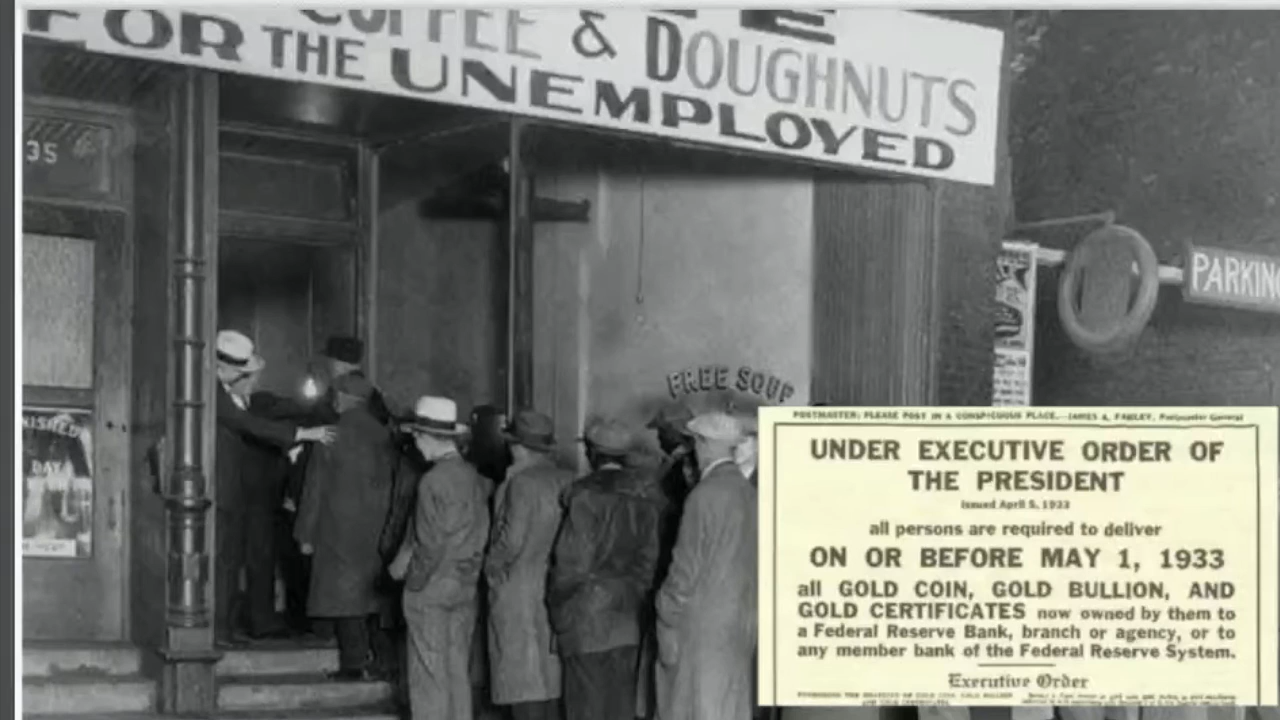 COFFEE & DOUGHNUTS
FOR THE UNEMPLOYED
35
PARKING
FREE SOUP
NISHED
DAY
POSTMASTER: PLEASE POST IN A CONSPICUOUS PLACE.—JAMES A. FARLEY, Postmaster General
UNDER EXECUTIVE ORDER OF
THE PRESIDENT
Issued April 5, 1933
all persons are required to deliver
ON OR BEFORE MAY 1, 1933
all GOLD COIN, GOLD BULLION, AND
GOLD CERTIFICATES now owned by them to
a Federal Reserve Bank, branch or agency, or to
any member bank of the Federal Reserve System.
Executive Order